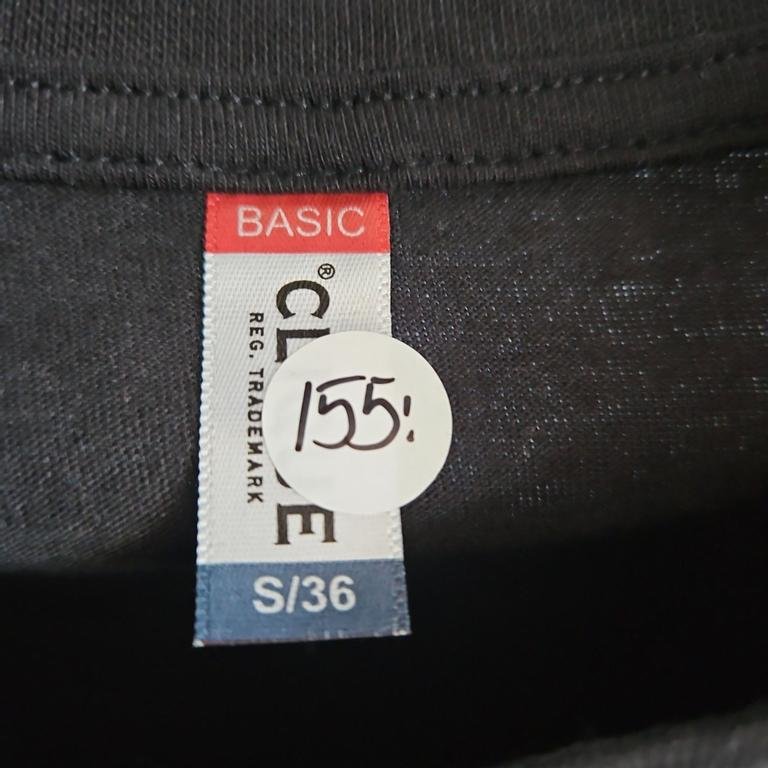 BASIC
®
REG. TRADEMARK
155!
S/36